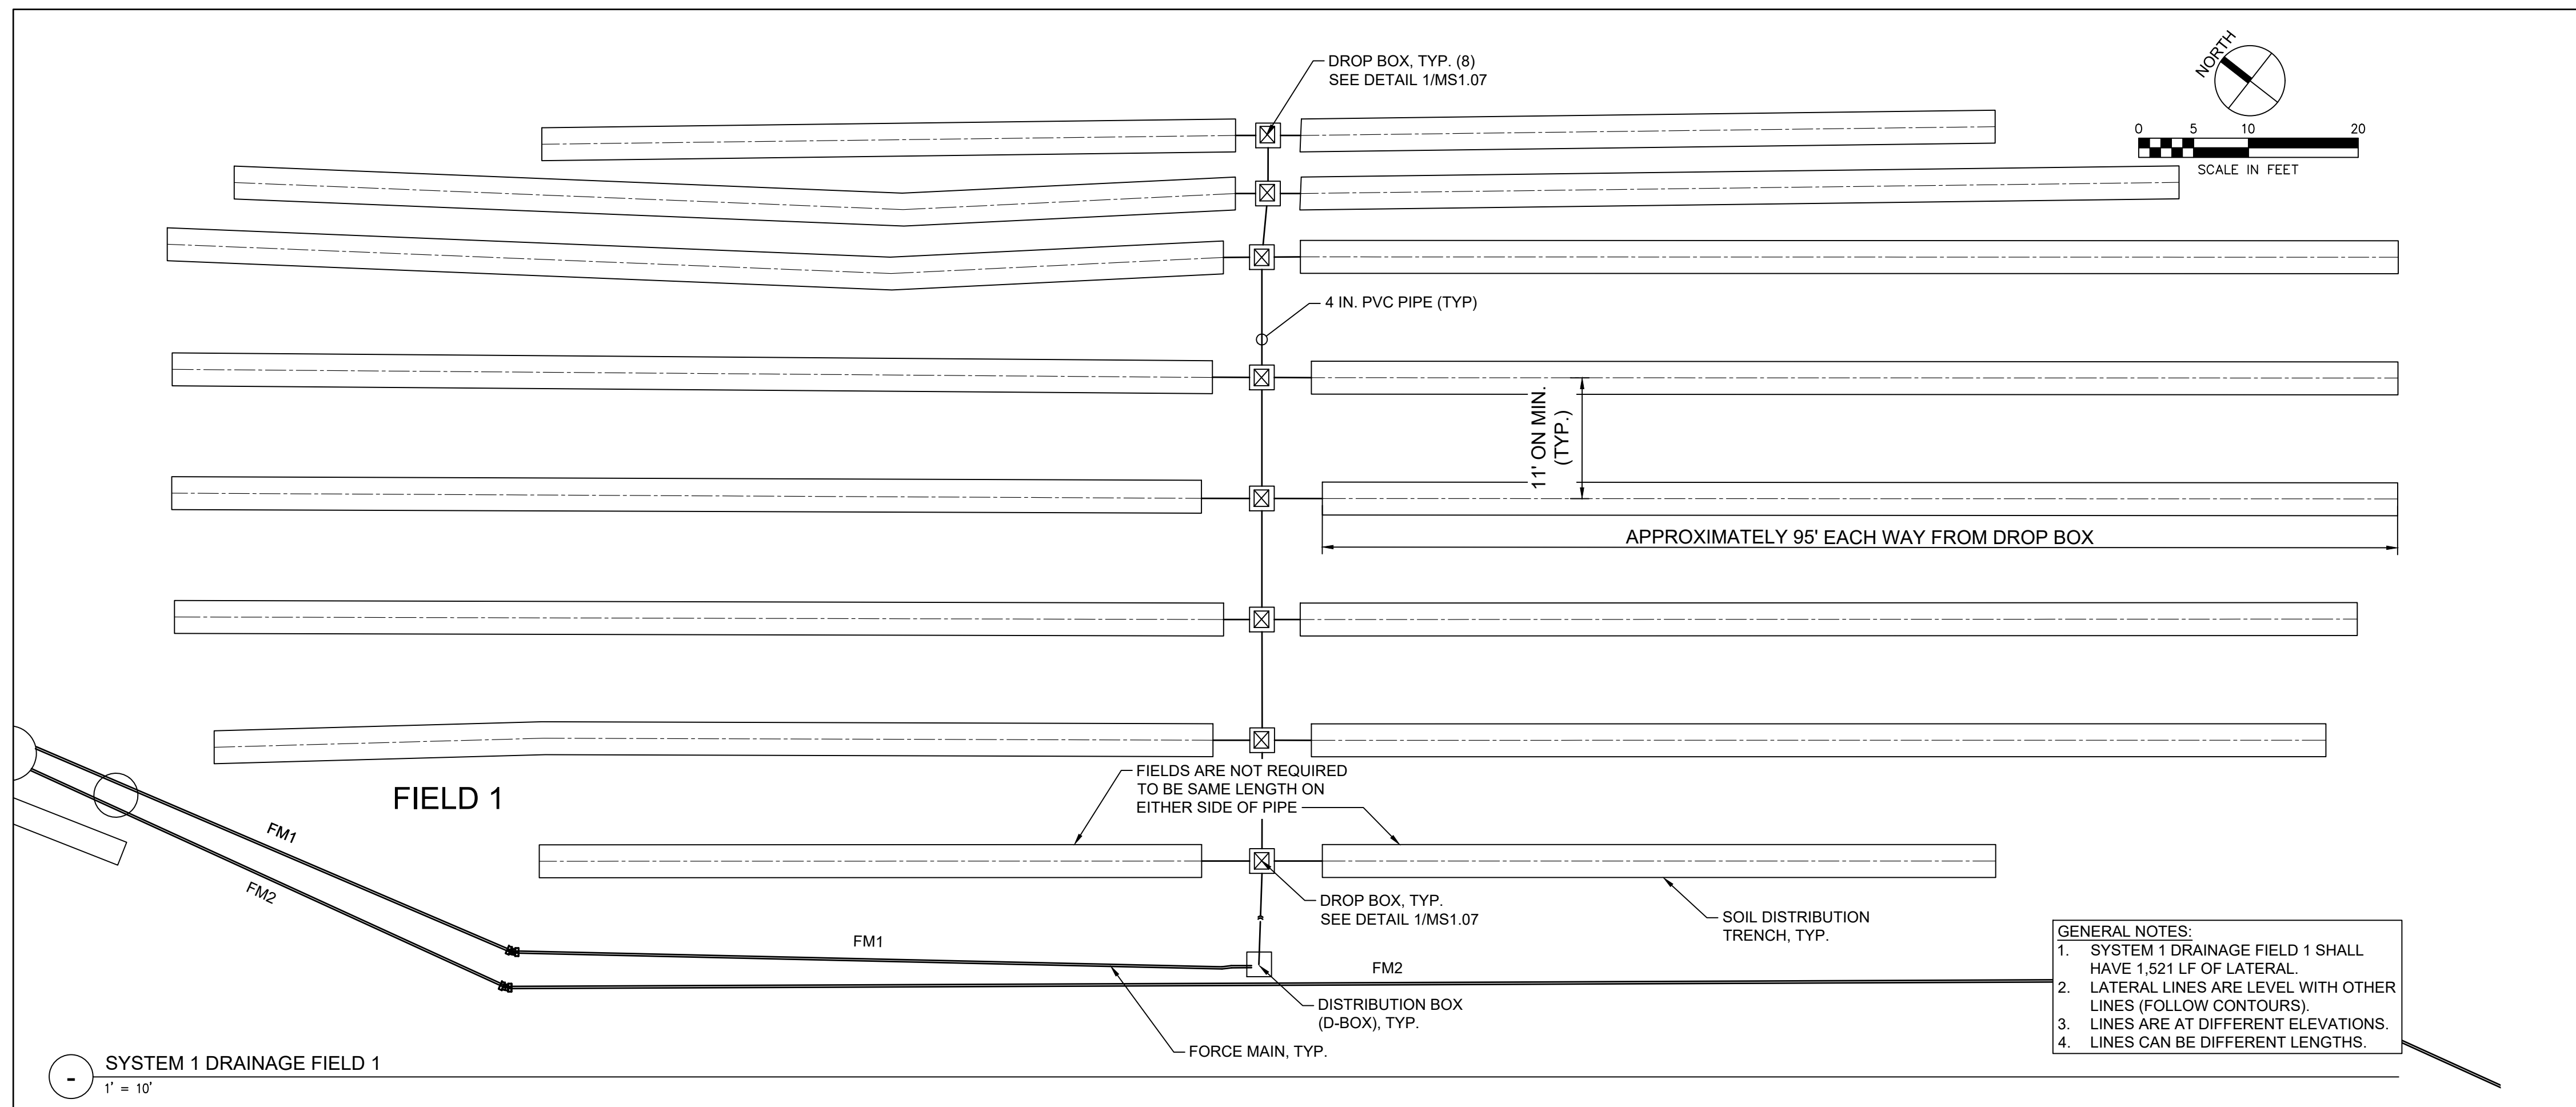 DROP BOX, TYP. (8)
SEE DETAIL 1/MS1.07
NORTH
0 5 10 20
SCALE IN FEET
4 IN. PVC PIPE (TYP)
11' ON MIN.
(TYP.)
APPROXIMATELY 95' EACH WAY FROM DROP BOX
FIELDS ARE NOT REQUIRED
TO BE SAME LENGTH ON
EITHER SIDE OF PIPE
FIELD 1
FM1
FM2
DROP BOX, TYP.
SEE DETAIL 1/MS1.07
SOIL DISTRIBUTION
TRENCH, TYP.
FM1
FM2
DISTRIBUTION BOX
(D-BOX), TYP.
FORCE MAIN, TYP.
GENERAL NOTES:
1. SYSTEM 1 DRAINAGE FIELD 1 SHALL
HAVE 1,521 LF OF LATERAL.
2. LATERAL LINES ARE LEVEL WITH OTHER
LINES (FOLLOW CONTOURS).
3. LINES ARE AT DIFFERENT ELEVATIONS.
4. LINES CAN BE DIFFERENT LENGTHS.
-
SYSTEM 1 DRAINAGE FIELD 1
1' = 10'